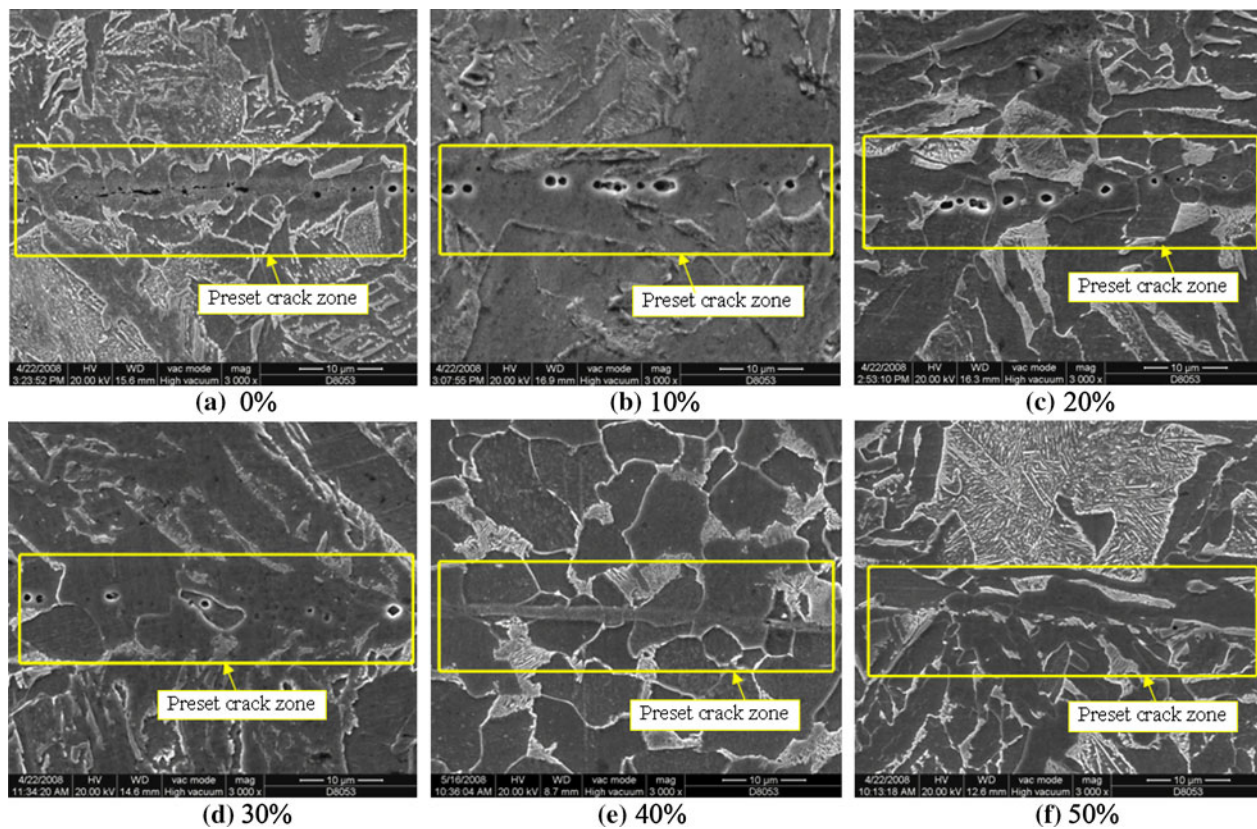 Preset crack zone
4/22/2008 HV WD vac mode mag 10 µm
3:23:52 PM 20.00 kV 15.6 mm High vacuum 3 000 x D8053
(a) 0%
Preset crack zone
4/22/2008 HV WD vac mode mag 10 µm
3:07:55 PM 20.00 kV 16.9 mm High vacuum 3 000 x D8053
(b) 10%
Preset crack zone
4/22/2008 HV WD vac mode mag 10 µm
2:53:10 PM 20.00 kV 16.3 mm High vacuum 3 000 x D8053
(c) 20%
Preset crack zone
4/22/2008 HV WD vac mode mag 10 µm
11:34:20 AM 20.00 kV 14.6 mm High vacuum 3 000 x D8053
(d) 30%
Preset crack zone
5/16/2008 HV WD vac mode mag 10 µm
10:36:04 AM 20.00 kV 8.7 mm High vacuum 3 000 x D8053
(e) 40%
Preset crack zone
4/22/2008 HV WD vac mode mag 10 µm
10:13:18 AM 20.00 kV 12.6 mm High vacuum 3 000 x D8053
(f) 50%